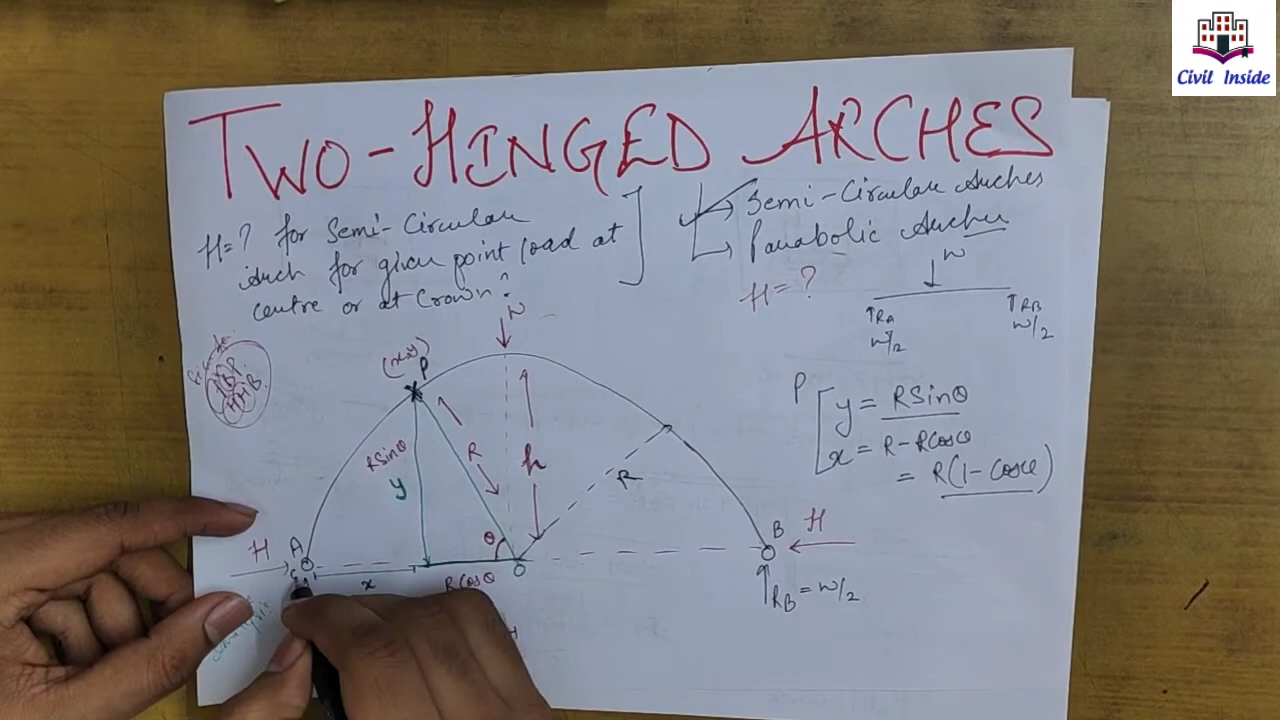 Civil Inside
TWO-HINGED ARCHES
H=? for Semi-Circular
Arch for given point load at
centre or at Crown?
Semi-Circular Arches
Parabolic Arches
H=?
W
RA
W/2
RB
W/2
W
(x,y)
P
P
y = RSinθ
x = R-RCosθ
= R(1-Cosθ)
RSinθ
y
R
h
R
θ
H
A
x
RCosθ
O
B
H
RB = W/2